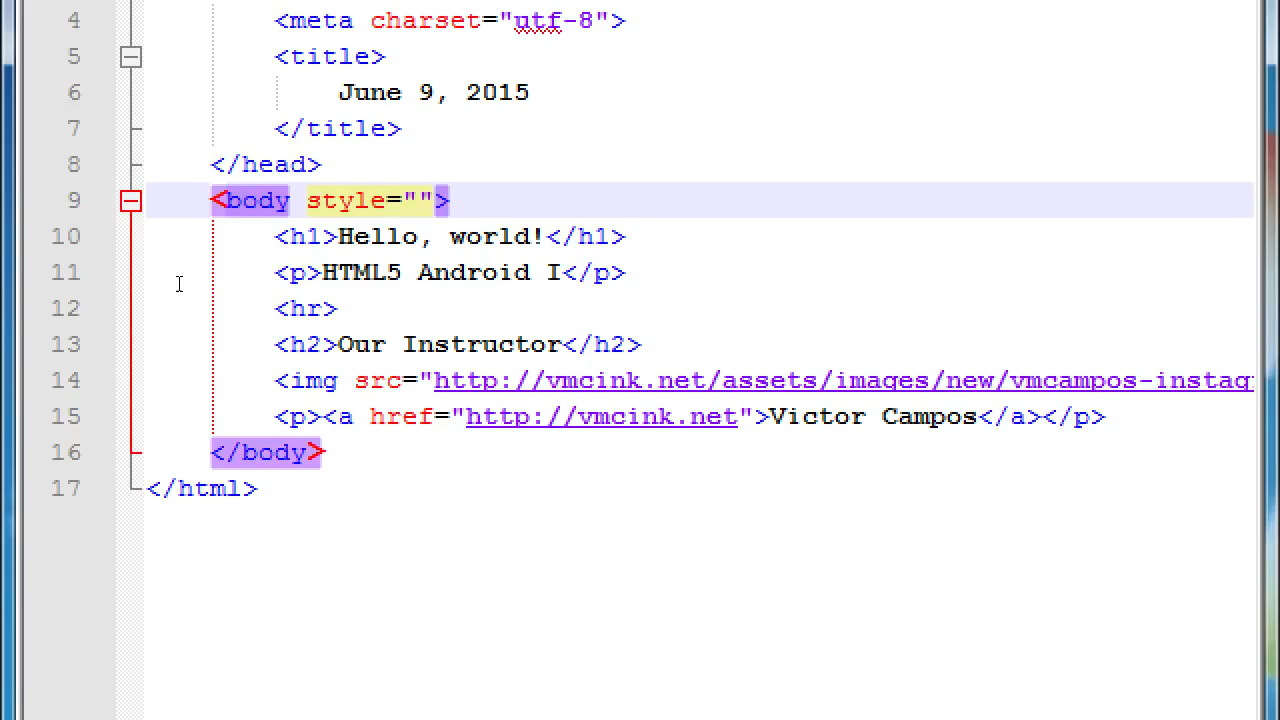 4 <meta charset="utf-8">
5 <title>
6 June 9, 2015
7 </title>
8 </head>
9 <body style="">
10 <h1>Hello, world!</h1>
11 <p>HTML5 Android I</p>
12 <hr>
13 <h2>Our Instructor</h2>
14 <img src="http://vmcink.net/assets/images/new/vmcampos-instag
15 <p><a href="http://vmcink.net">Victor Campos</a></p>
16 </body>
17 </html>